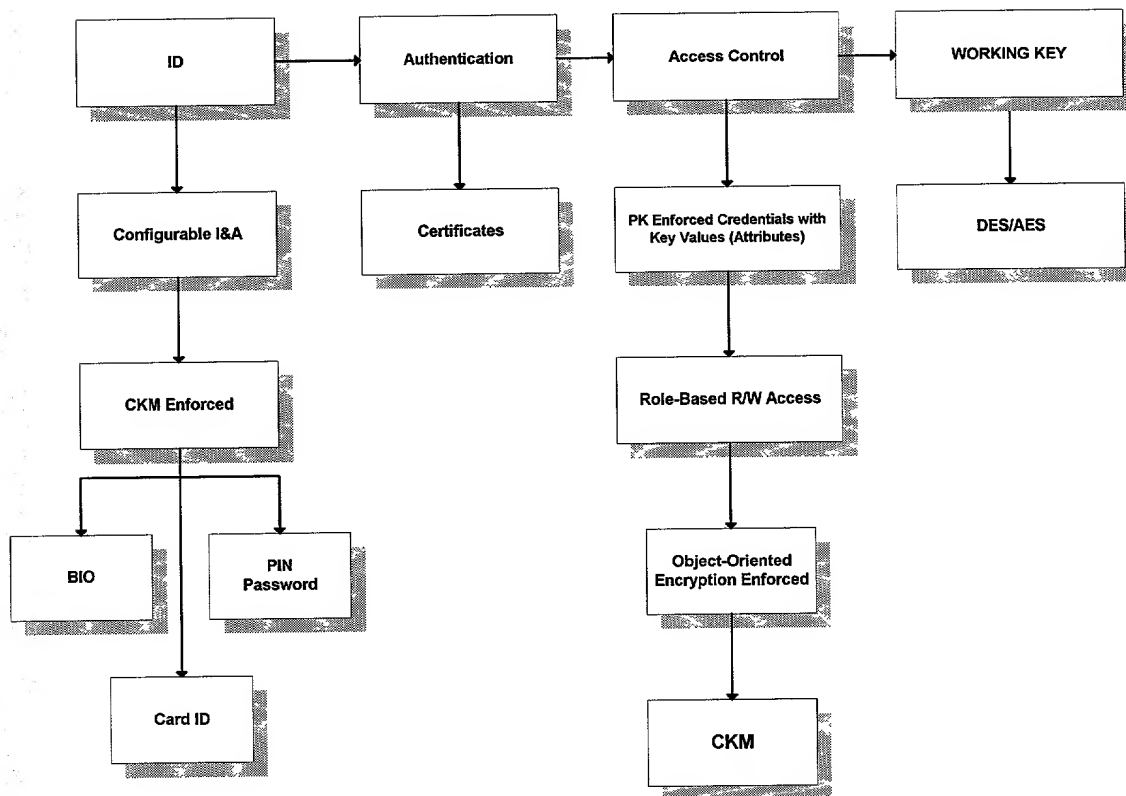 ID
Authentication
Access Control
WORKING KEY
Configurable I&A
Certificates
PK Enforced Credentials with
Key Values (Attributes)
DES/AES
CKM Enforced
Role-Based R/W Access
BIO
PIN
Password
Object-Oriented
Encryption Enforced
Card ID
CKM